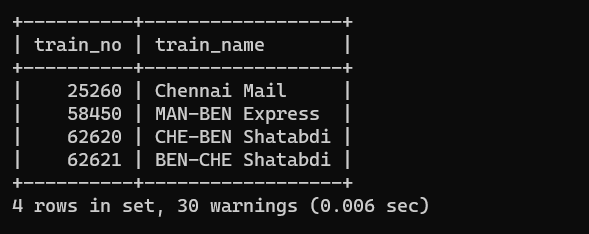 +----------+------------------+
| train_no | train_name       |
+----------+------------------+
|    25260 | Chennai Mail     |
|    58450 | MAN-BEN Express  |
|    62620 | CHE-BEN Shatabdi |
|    62621 | BEN-CHE Shatabdi |
+----------+------------------+
4 rows in set, 30 warnings (0.006 sec)